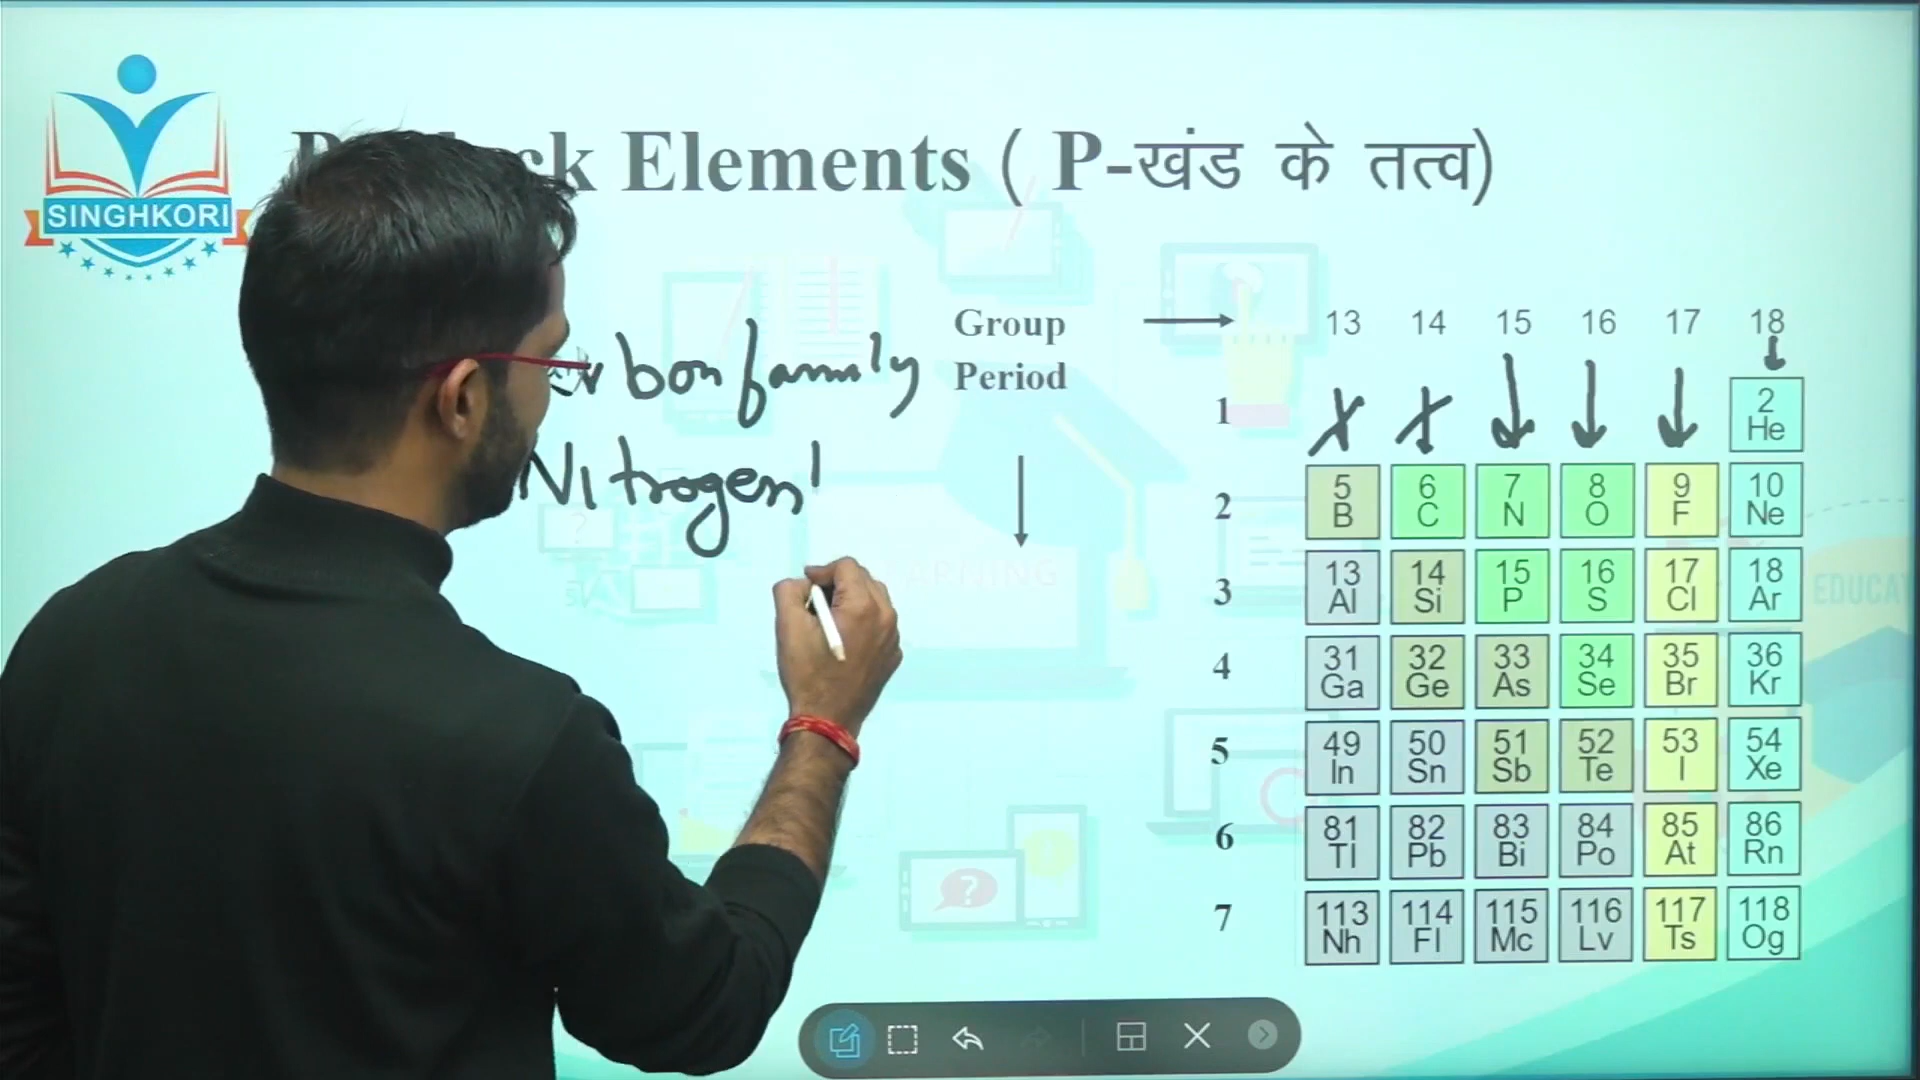 SINGHKORI
Elements ( P-खंड के तत्व)
Group
Period
13 14 15 16 17 18
family
Nitrogen
1
2 He
2
5 B 6 C 7 N 8 O 9 F 10 Ne
3
13 Al 14 Si 15 P 16 S 17 Cl 18 Ar
4
31 Ga 32 Ge 33 As 34 Se 35 Br 36 Kr
5
49 In 50 Sn 51 Sb 52 Te 53 I 54 Xe
6
81 Tl 82 Pb 83 Bi 84 Po 85 At 86 Rn
7
113 Nh 114 Fl 115 Mc 116 Lv 117 Ts 118 Og